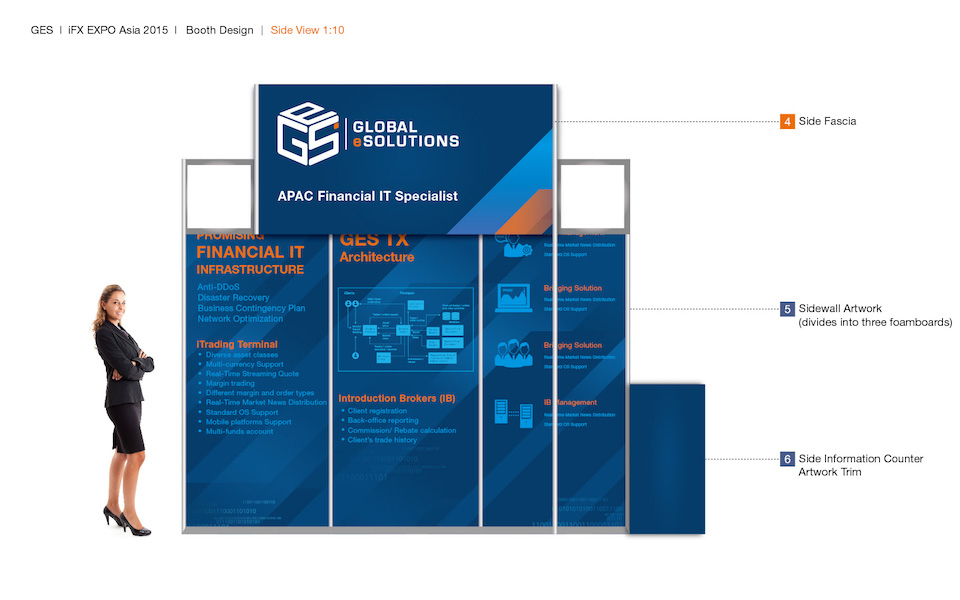 GES | iFX EXPO Asia 2015 | Booth Design | Side View 1:10
GES
GLOBAL
eSOLUTIONS
APAC Financial IT Specialist
4 Side Fascia
PROMISING
FINANCIAL IT
INFRASTRUCTURE
Anti-DDoS
Disaster Recovery
Business Contingency Plan
Network Optimization
ITrading Terminal
• Diverse asset classes
• Multi-currency Support
• Real-Time Streaming Quote
• Margin trading
• Different margin and order types
• Real-Time Market News Distribution
• Standard OS Support
• Mobile platforms Support
• Multi-funds account
GES TX
Architecture
Introduction Brokers (IB)
• Client registration
• Back-office reporting
• Commission/ Rebate calculation
• Client's trade history
Real-Time Market News Distribution
Standard OS Support
Bridging Solution
Real-Time Market News Distribution
Standard OS Support
Bridging Solution
Real-Time Market News Distribution
Standard OS Support
IB Management
Real-Time Market News Distribution
Standard OS Support
5 Sidewall Artwork
(divides into three foamboards)
6 Side Information Counter
Artwork Trim